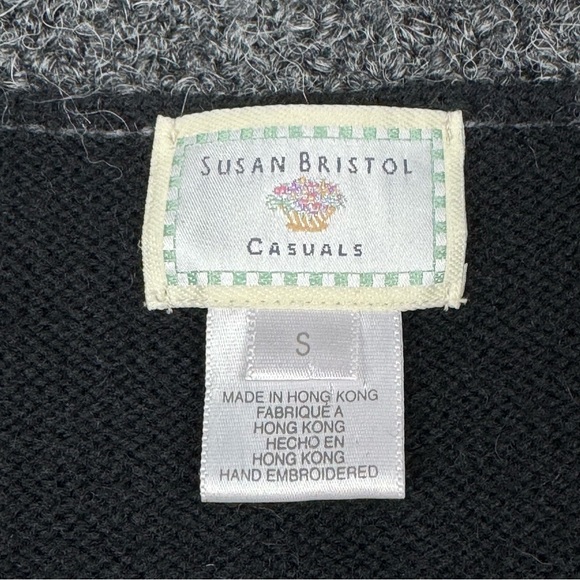 SUSAN BRISTOL
CASUALS
S
MADE IN HONG KONG
FABRIQUÉ A
HONG KONG
HECHO EN
HONG KONG
HAND EMBROIDERED